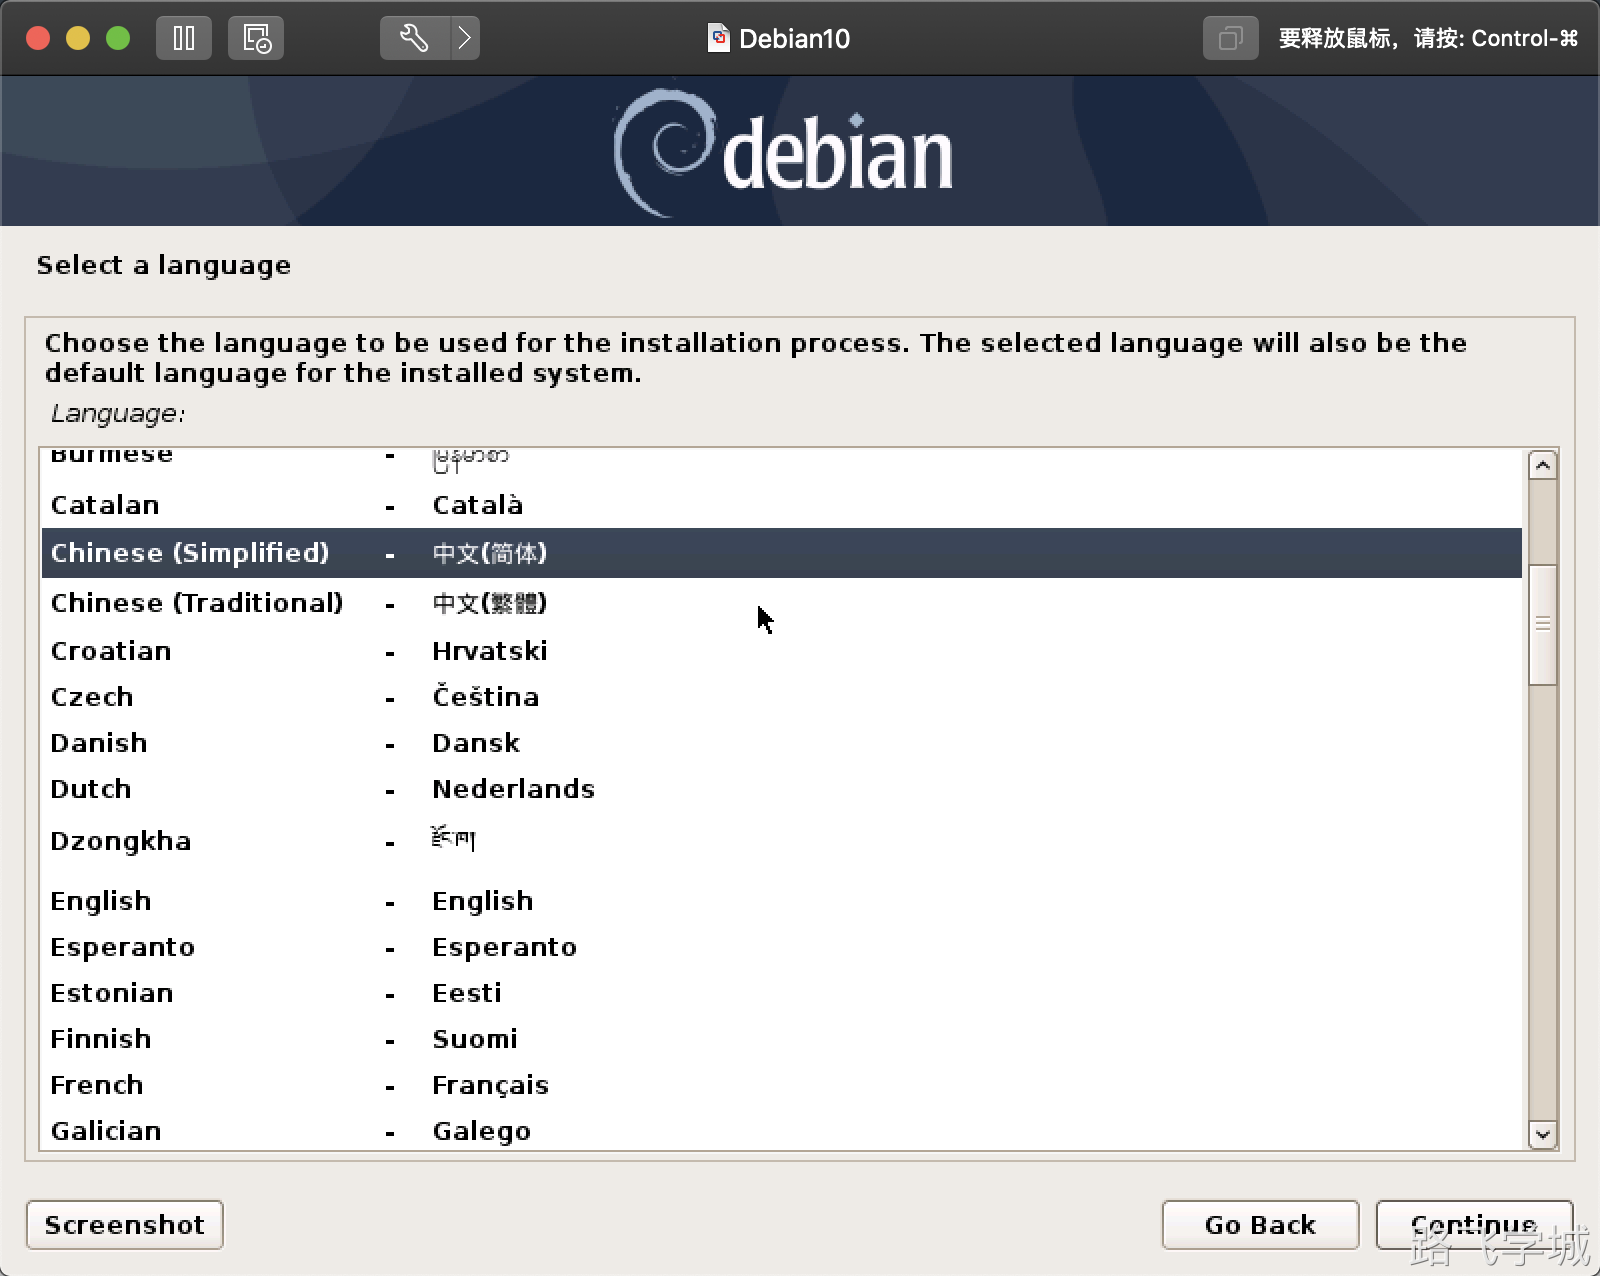 Debian10
要释放鼠标，请按: Control-⌘
debian
Select a language
Choose the language to be used for the installation process. The selected language will also be the
default language for the installed system.
Language:
Burmese - မြန်မာစာ
Catalan - Català
Chinese (Simplified) - 中文(简体)
Chinese (Traditional) - 中文(繁體)
Croatian - Hrvatski
Czech - Čeština
Danish - Dansk
Dutch - Nederlands
Dzongkha - རྫོང་ཁ།
English - English
Esperanto - Esperanto
Estonian - Eesti
Finnish - Suomi
French - Français
Galician - Galego
Screenshot
Go Back
Continue
路飞学城